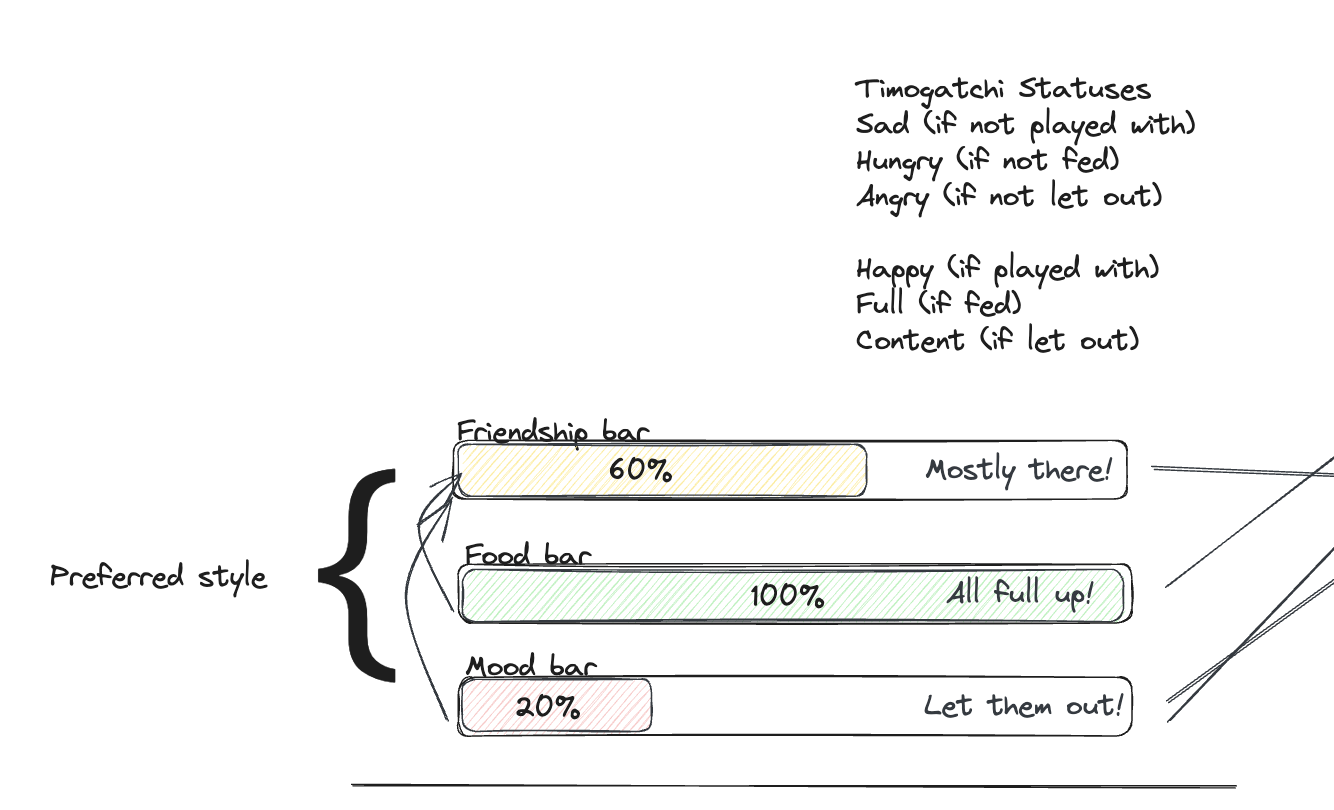 Timogatchi Statuses
Sad (if not played with)
Hungry (if not fed)
Angry (if not let out)
Happy (if played with)
Full (if fed)
Content (if let out)
Friendship bar
60%
Mostly there!
Preferred style
Food bar
100%
All full up!
Mood bar
20%
Let them out!